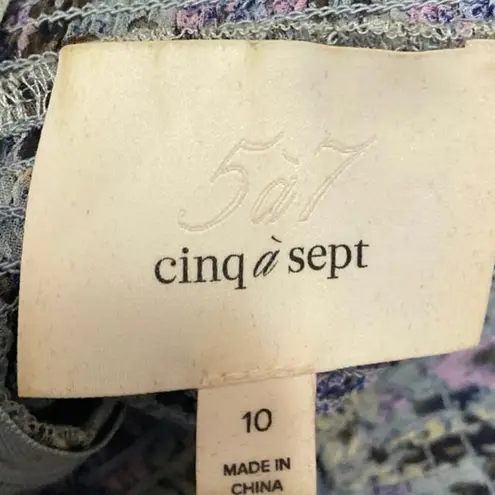 5à7
cinq à sept
10
MADE IN
CHINA